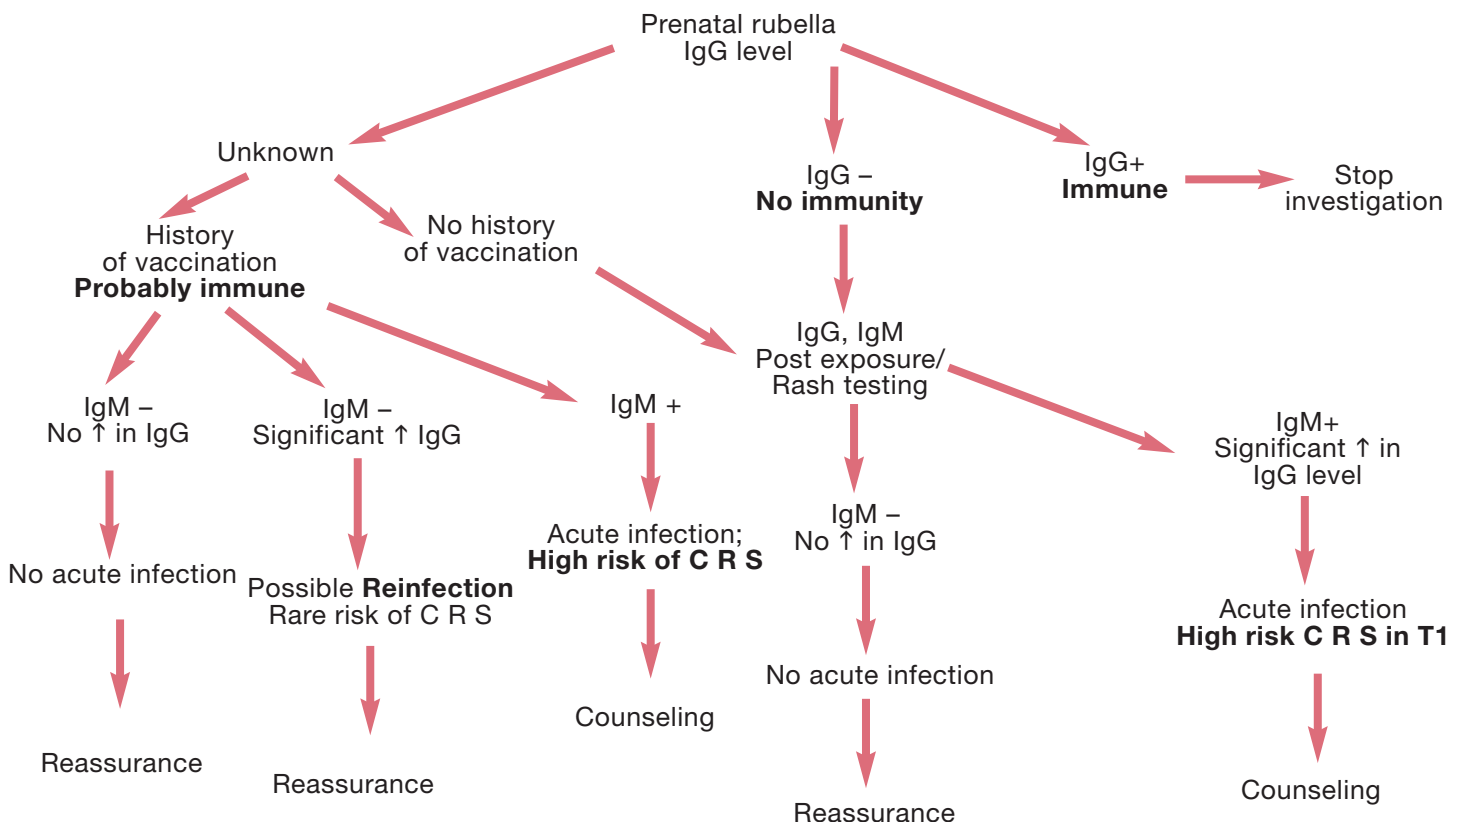 Prenatal rubella
IgG level
Unknown
IgG –
No immunity
IgG+
Immune
Stop
investigation
History
of vaccination
Probably immune
No history
of vaccination
IgG, IgM
Post exposure/
Rash testing
IgM –
No ↑ in IgG
IgM –
Significant ↑ IgG
IgM +
IgM –
No ↑ in IgG
IgM+
Significant ↑ in
IgG level
No acute infection
Possible Reinfection
Rare risk of C R S
Acute infection;
High risk of C R S
No acute infection
Acute infection
High risk C R S in T1
Reassurance
Reassurance
Counseling
Reassurance
Counseling